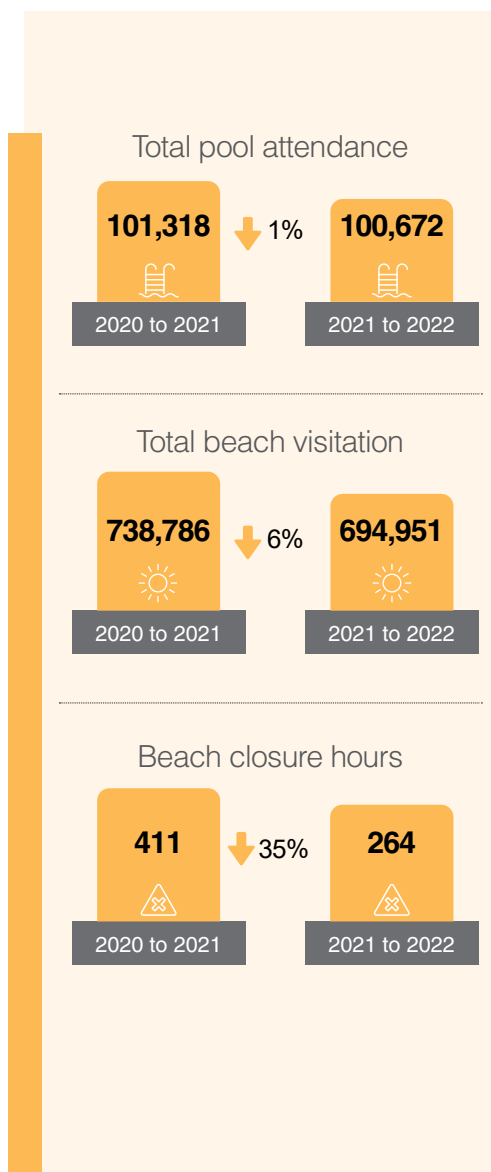 Total pool attendance
101,318
1%
100,672
2020 to 2021
2021 to 2022
Total beach visitation
738,786
6%
694,951
2020 to 2021
2021 to 2022
Beach closure hours
411
35%
264
2020 to 2021
2021 to 2022